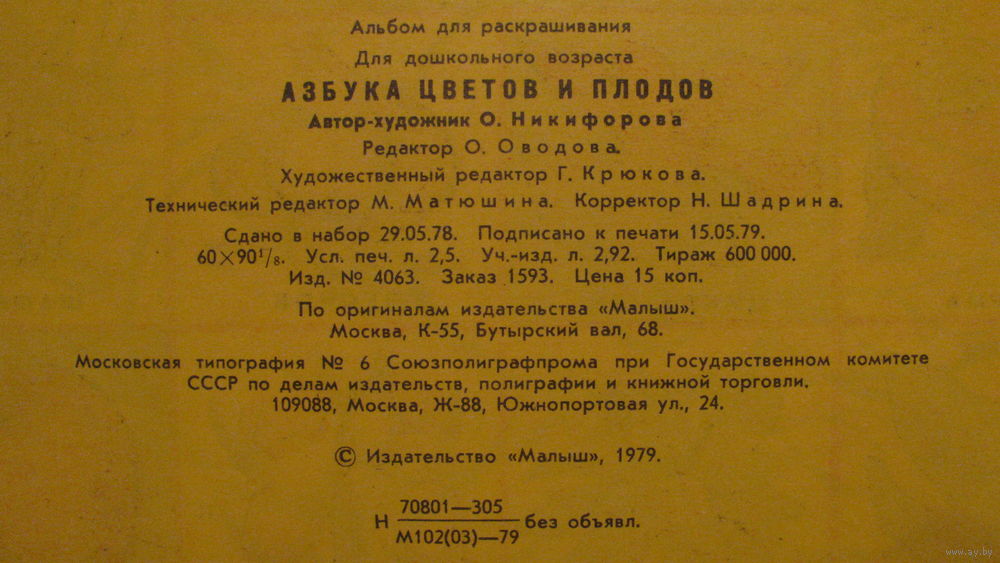 Альбом для раскрашивания
Для дошкольного возраста
АЗБУКА ЦВЕТОВ И ПЛОДОВ
Автор-художник О. Никифорова
Редактор О. Оводова.
Художественный редактор Г. Крюкова.
Технический редактор М. Матюшина. Корректор Н. Шадрина.
Сдано в набор 29.05.78. Подписано к печати 15.05.79.
60×90¹/₈. Усл. печ. л. 2,5. Уч.-изд. л. 2,92. Тираж 600 000.
Изд. № 4063. Заказ 1593. Цена 15 коп.
По оригиналам издательства «Малыш».
Москва, К-55, Бутырский вал, 68.
Московская типография № 6 Союзполиграфпрома при Государственном комитете
СССР по делам издательств, полиграфии и книжной торговли.
109088, Москва, Ж-88, Южнопортовая ул., 24.
© Издательство «Малыш», 1979.
70801—305
Н без объявл.
М102(03)—79
www.ay.by